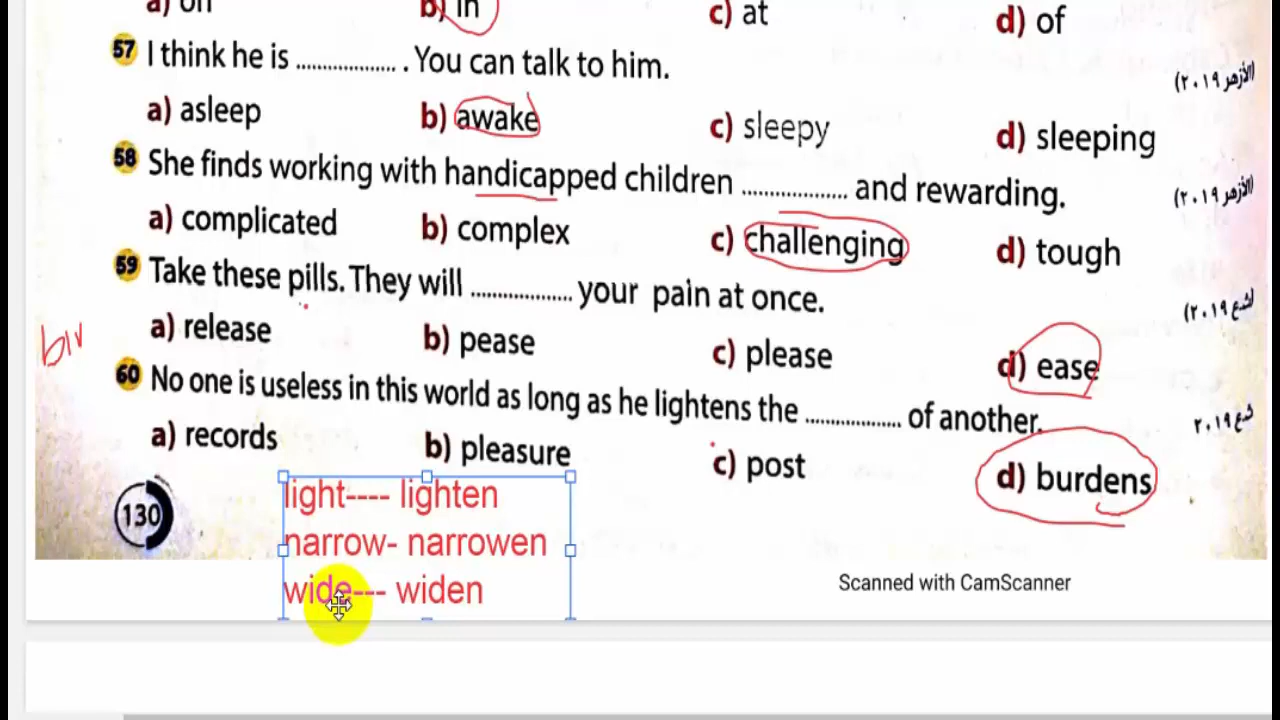 a) on b) in c) at d) of
57 I think he is ................... . You can talk to him. (الأزهر ٢٠١٩)
a) asleep b) awake c) sleepy d) sleeping
58 She finds working with handicapped children ................... and rewarding. (الأزهر ٢٠١٩)
a) complicated b) complex c) challenging d) tough
59 Take these pills. They will ................... your pain at once. (ش ع ٢٠١٩)
a) release b) pease c) please d) ease
60 No one is useless in this world as long as he lightens the .................. of another. ش ع ٢٠١٩
a) records b) pleasure c) post d) burdens
130
light---- lighten
narrow- narrowen
wide--- widen
Scanned with CamScanner